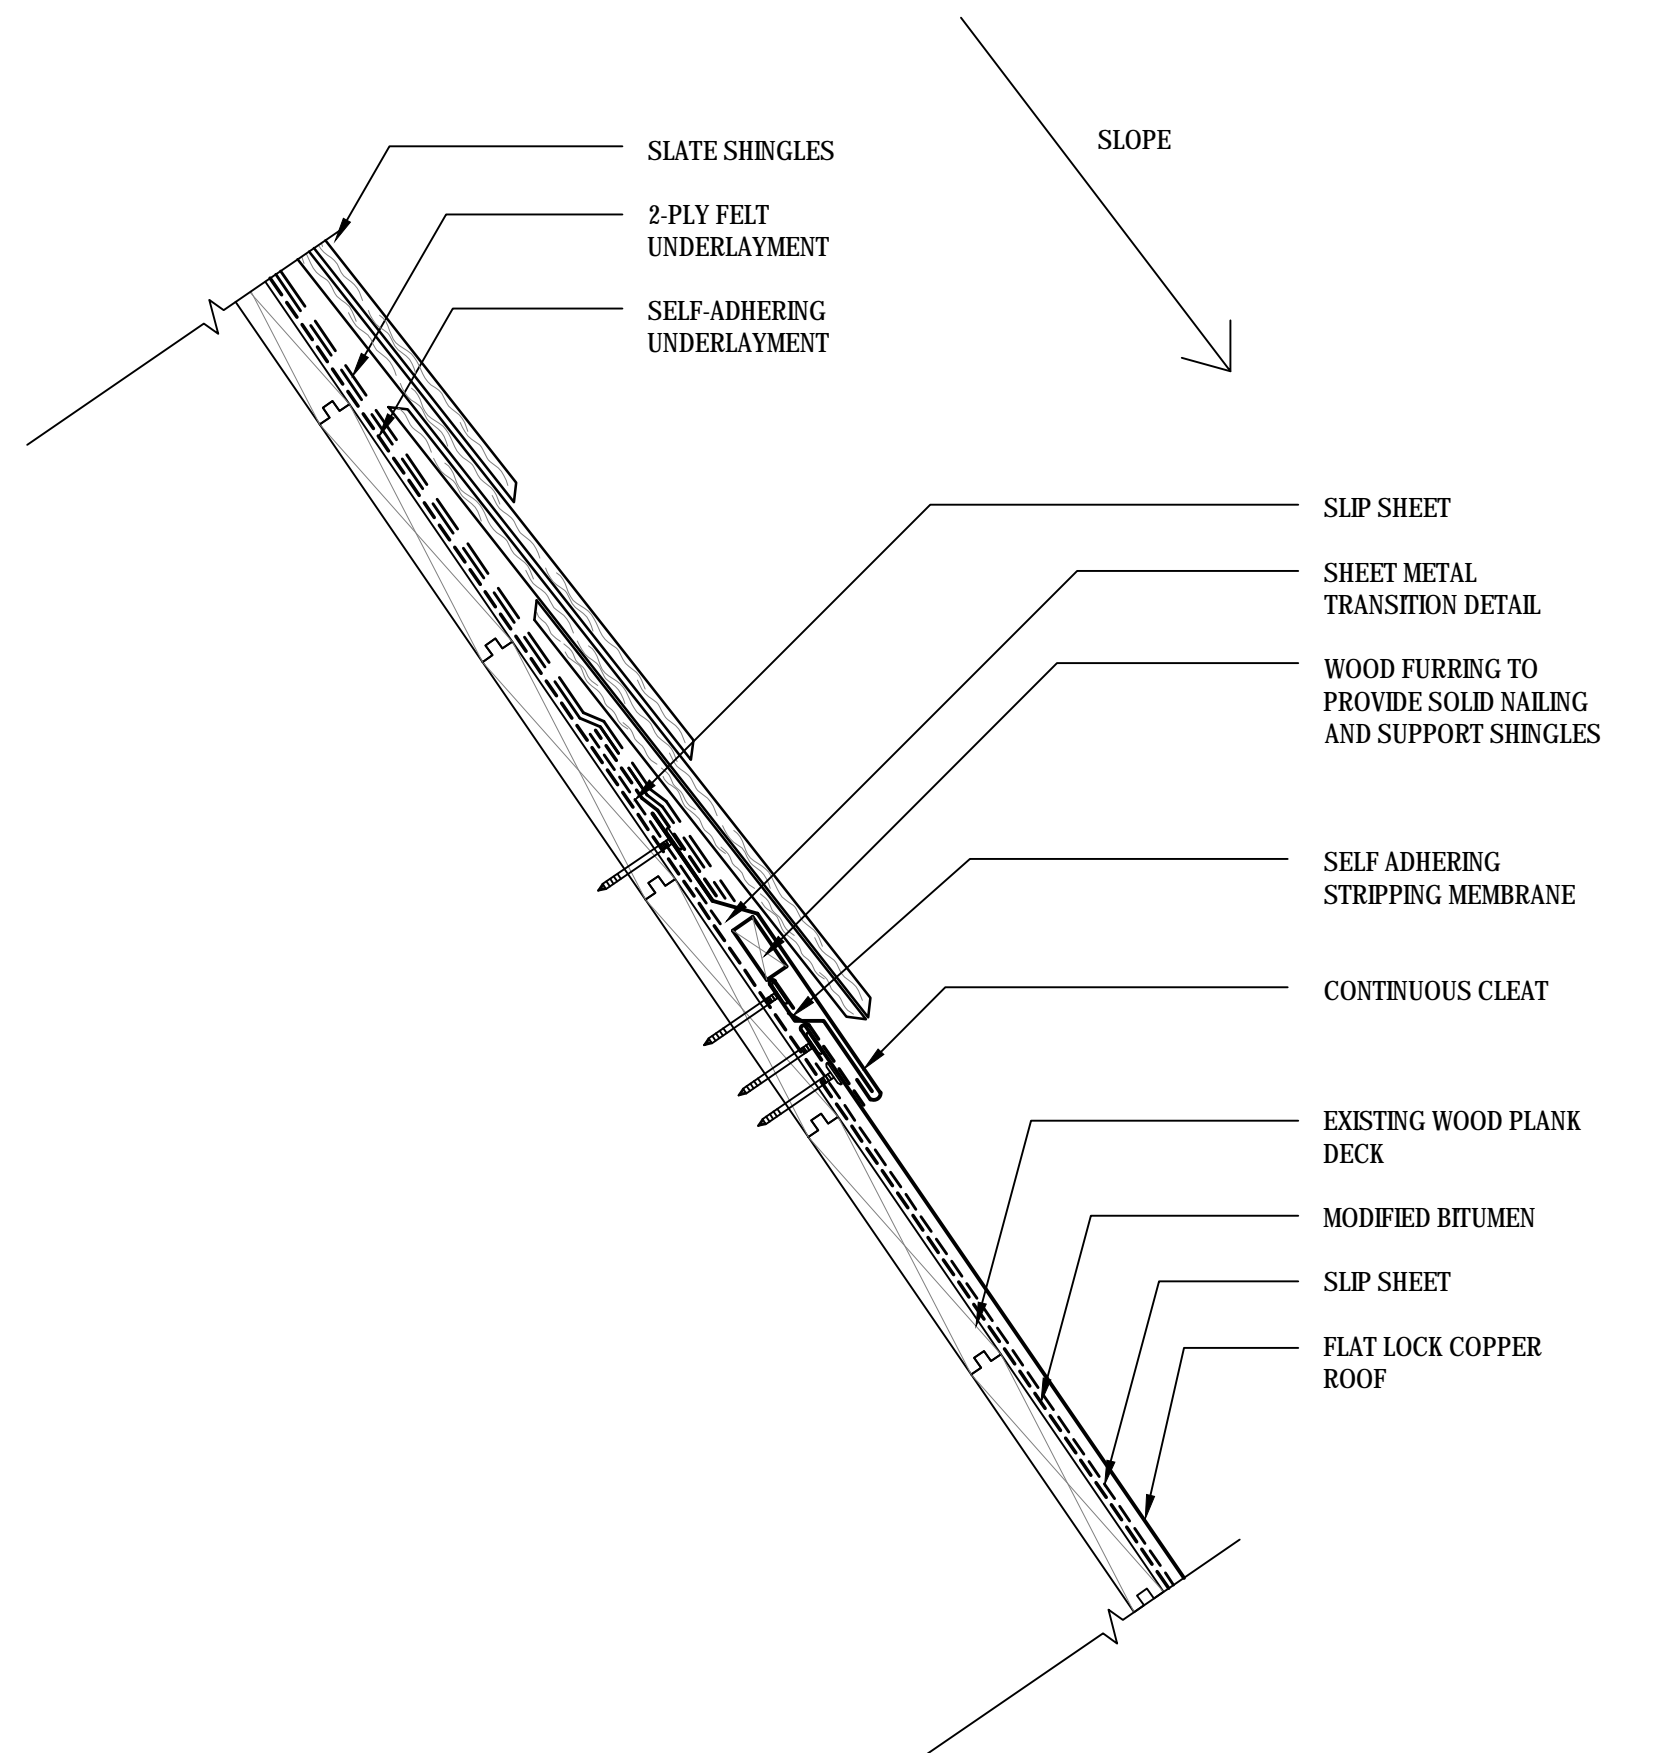 SLOPE
SLATE SHINGLES
2-PLY FELT
UNDERLAYMENT
SELF-ADHERING
UNDERLAYMENT
SLIP SHEET
SHEET METAL
TRANSITION DETAIL
WOOD FURRING TO
PROVIDE SOLID NAILING
AND SUPPORT SHINGLES
SELF ADHERING
STRIPPING MEMBRANE
CONTINUOUS CLEAT
EXISTING WOOD PLANK
DECK
MODIFIED BITUMEN
SLIP SHEET
FLAT LOCK COPPER
ROOF